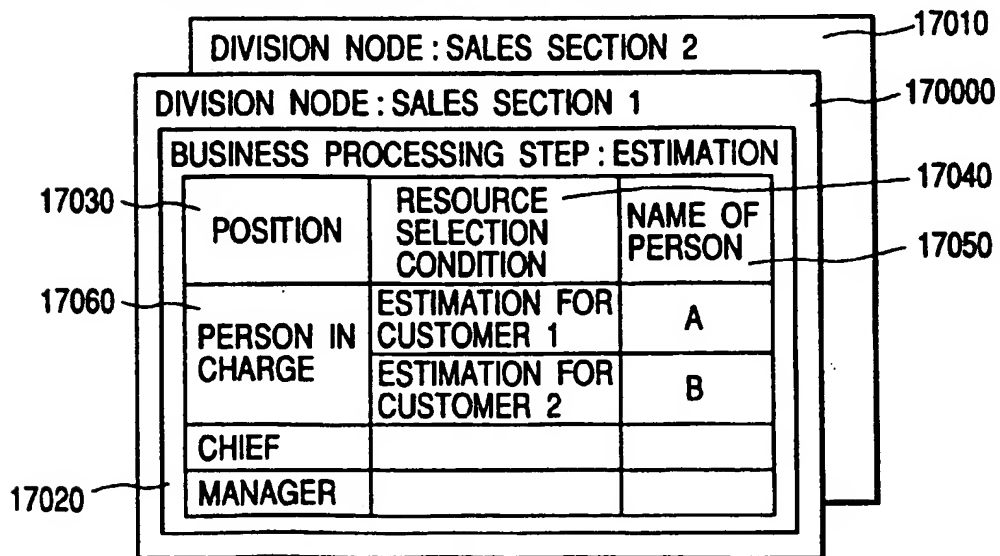 17010
DIVISION NODE : SALES SECTION 2
170000
DIVISION NODE : SALES SECTION 1
BUSINESS PROCESSING STEP : ESTIMATION
17030
POSITION
RESOURCE
SELECTION
CONDITION
17040
NAME OF
PERSON
17050
17060
PERSON IN
CHARGE
ESTIMATION FOR
CUSTOMER 1
A
ESTIMATION FOR
CUSTOMER 2
B
CHIEF
17020
MANAGER